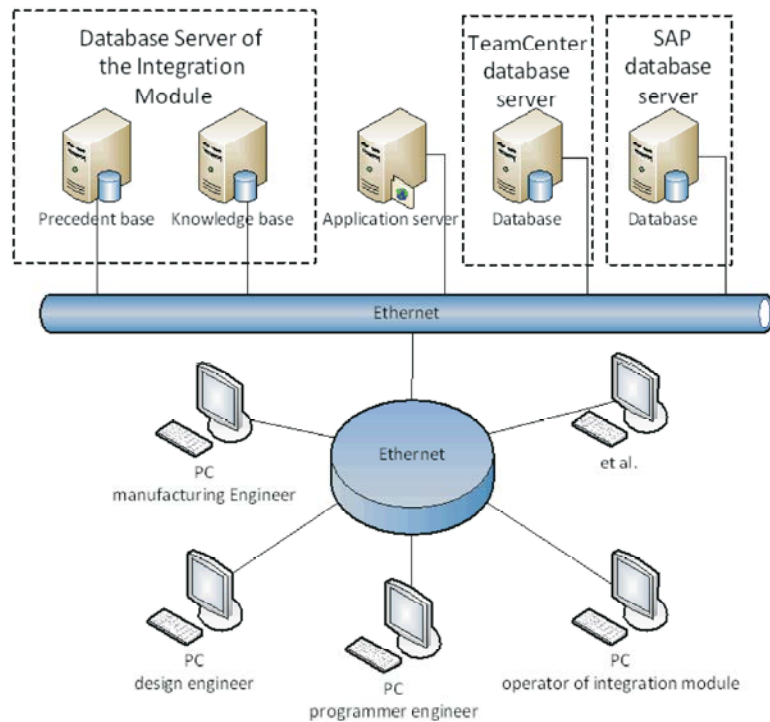 Database Server of
the Integration
Module
TeamCenter
database
server
SAP
database
server
Precedent base
Knowledge base
Application server
Database
Database
Ethernet
Ethernet
PC
manufacturing Engineer
et al.
PC
design engineer
PC
programmer engineer
PC
operator of integration module